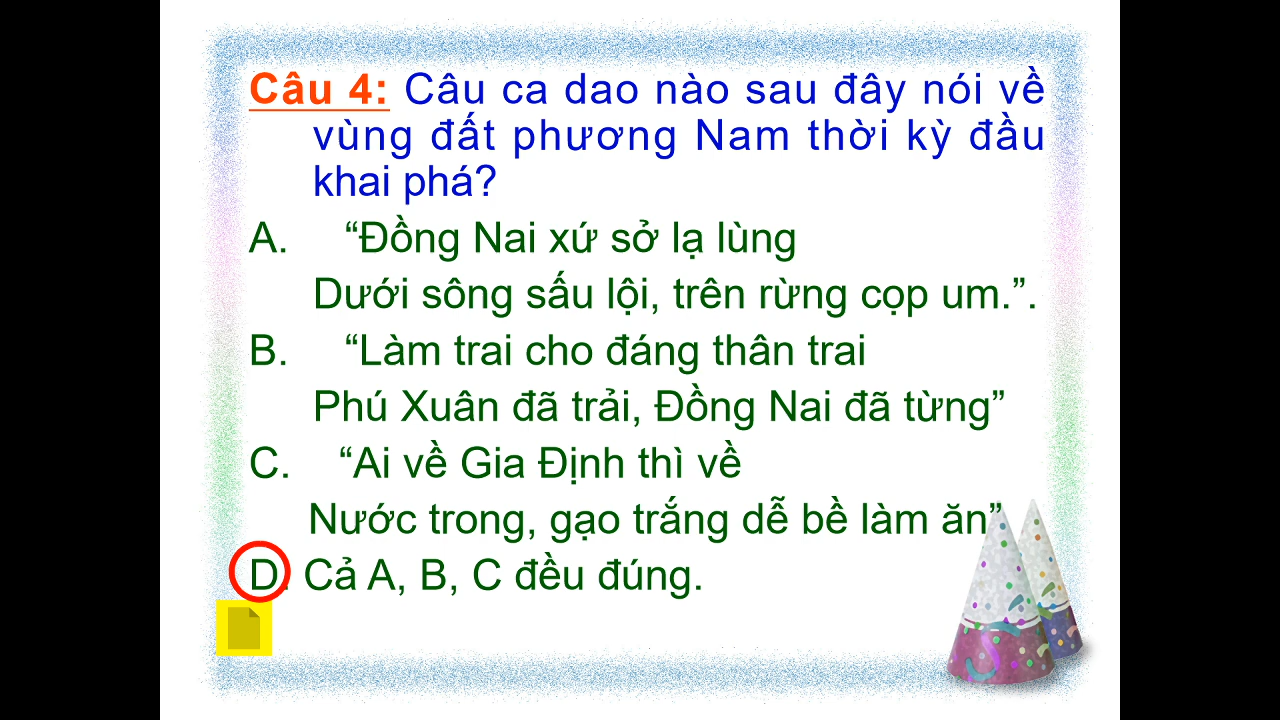 Câu 4: Câu ca dao nào sau đây nói về
vùng đất phương Nam thời kỳ đầu
khai phá?
A. “Đồng Nai xứ sở lạ lùng
Dưới sông sấu lội, trên rừng cọp um.”.
B. “Làm trai cho đáng thân trai
Phú Xuân đã trải, Đồng Nai đã từng”
C. “Ai về Gia Định thì về
Nước trong, gạo trắng dễ bề làm ăn”
D. Cả A, B, C đều đúng.